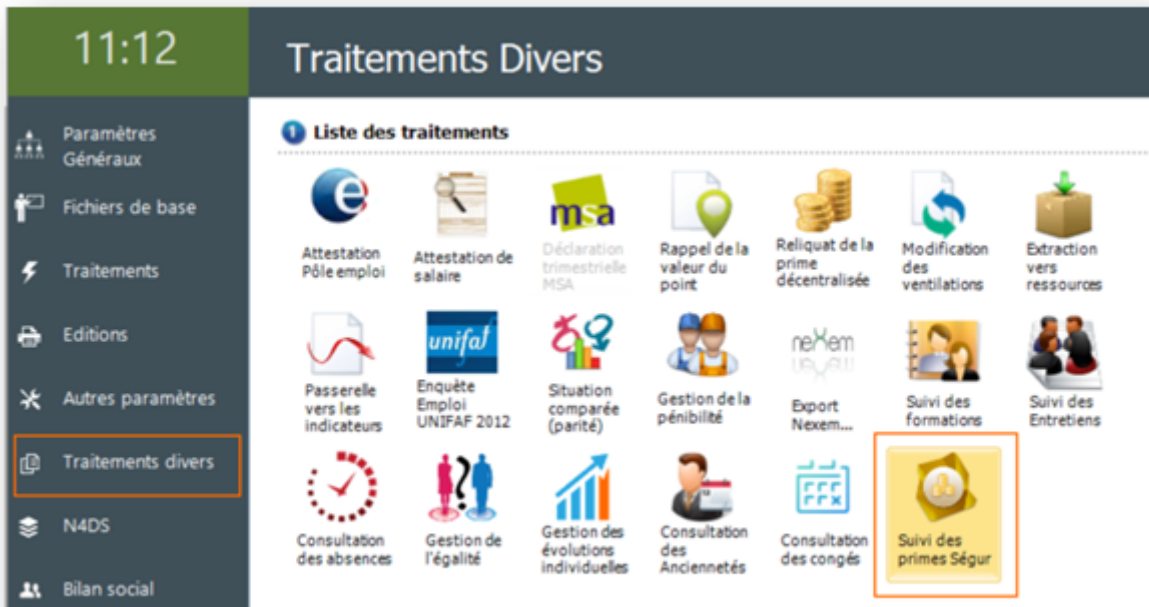 11:12
Traitements Divers
Paramètres
Généraux
Fichiers de base
Traitements
Editions
Autres paramètres
Traitements divers
N4DS
Bilan social
1 Liste des traitements
e
Attestation
Pôle emploi
Attestation de
salaire
msa
Déclaration
trimestrielle
MSA
Rappel de la
valeur du
point
Reliquat de la
prime
décentralisée
Modification
des
ventilations
Extraction
vers
ressources
Passerelle
vers les
indicateurs
unifaf
Enquête
Emploi
UNIFAF 2012
Situation
comparée
(parité)
Gestion de la
pénibilité
neXem
Export
Nexem...
Suivi des
formations
Suivi des
Entretiens
Consultation
des absences
?
Gestion de
l'égalité
Gestion des
évolutions
individuelles
Consultation
des
Anciennetés
Consultation
des congés
Suivi des
primes Ségur